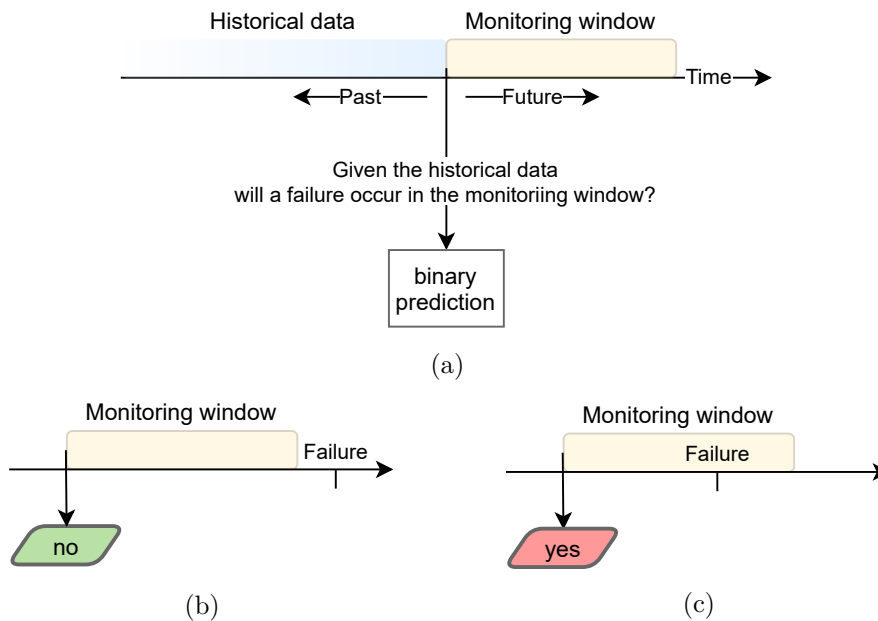 Historical data
Monitoring window
Time
Past
Future
Given the historical data
will a failure occur in the monitoriing window?
binary
prediction
(a)
Monitoring window
Failure
no
(b)
Monitoring window
Failure
yes
(c)